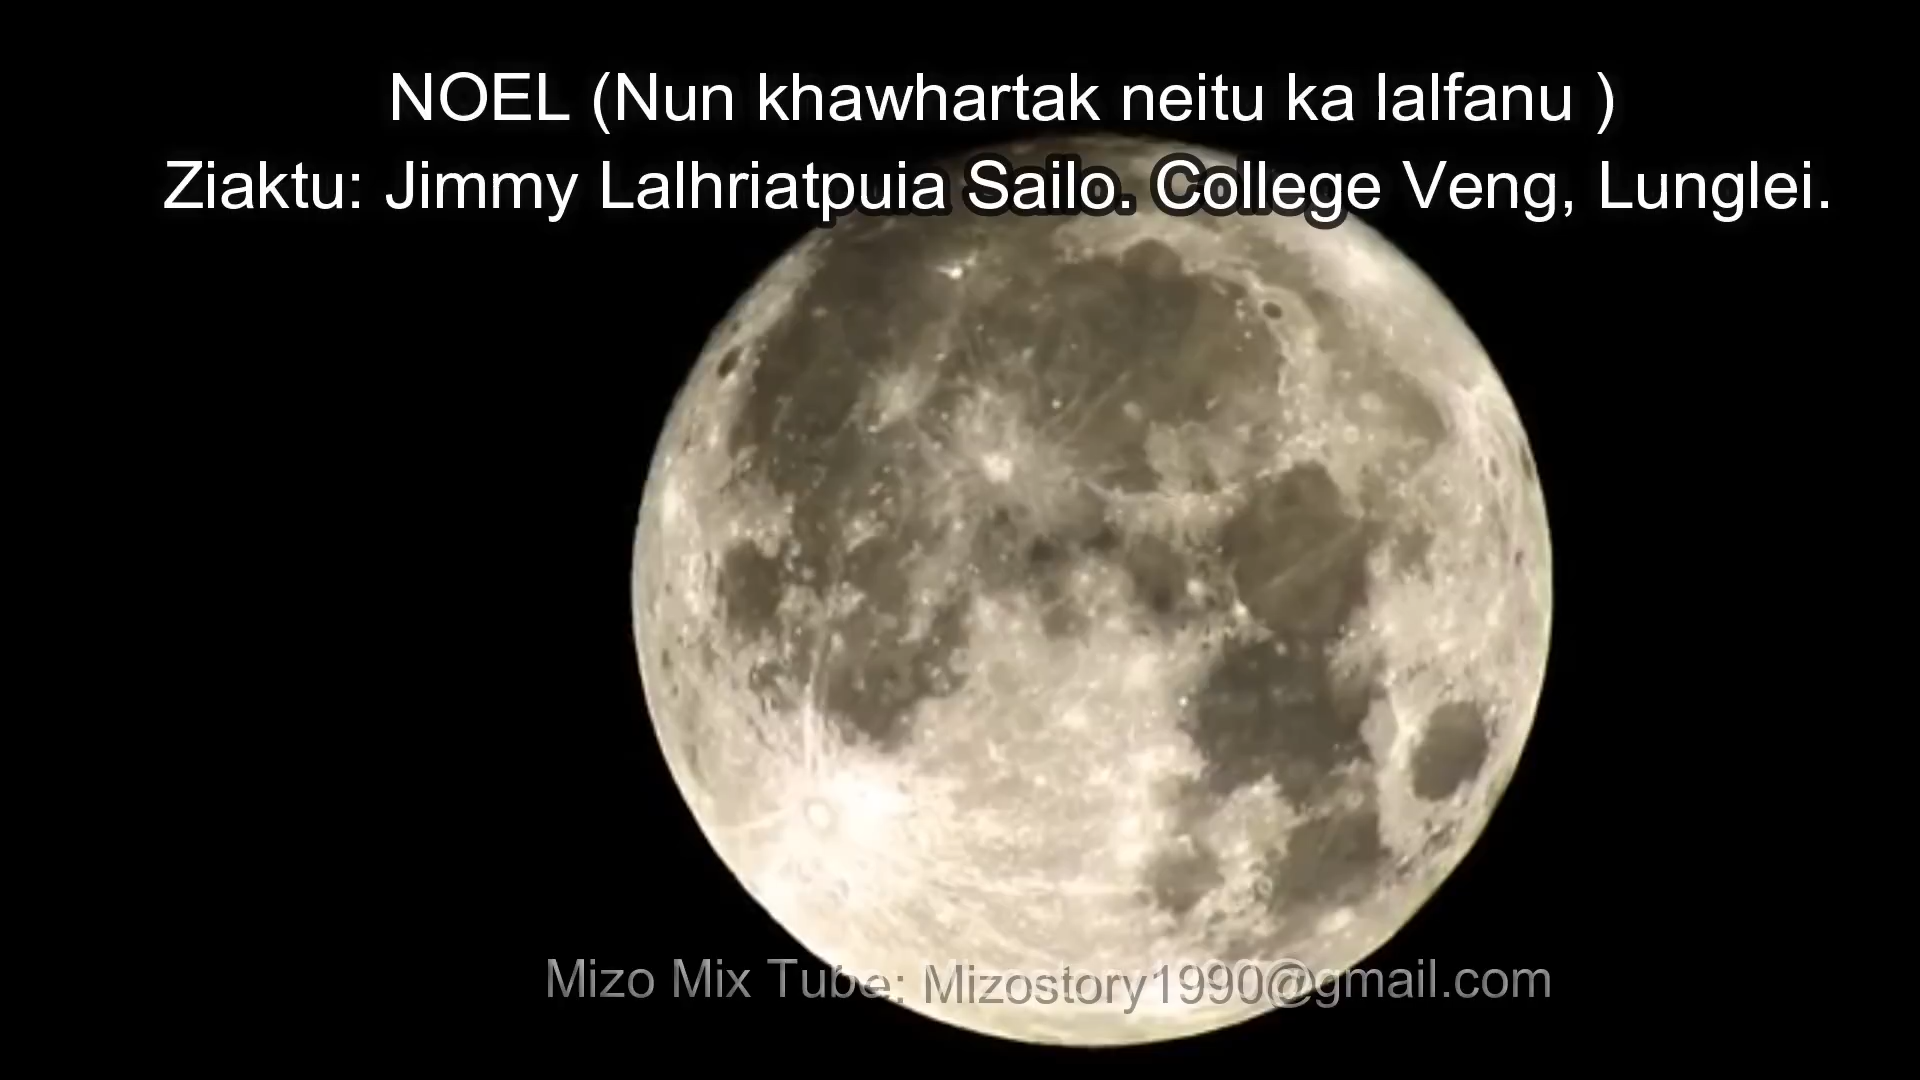 NOEL (Nun khawhartak neitu ka lalfanu )
Ziaktu: Jimmy Lalhriatpuia Sailo. College Veng, Lunglei.
Mizo Mix Tube: Mizostory1990@gmail.com